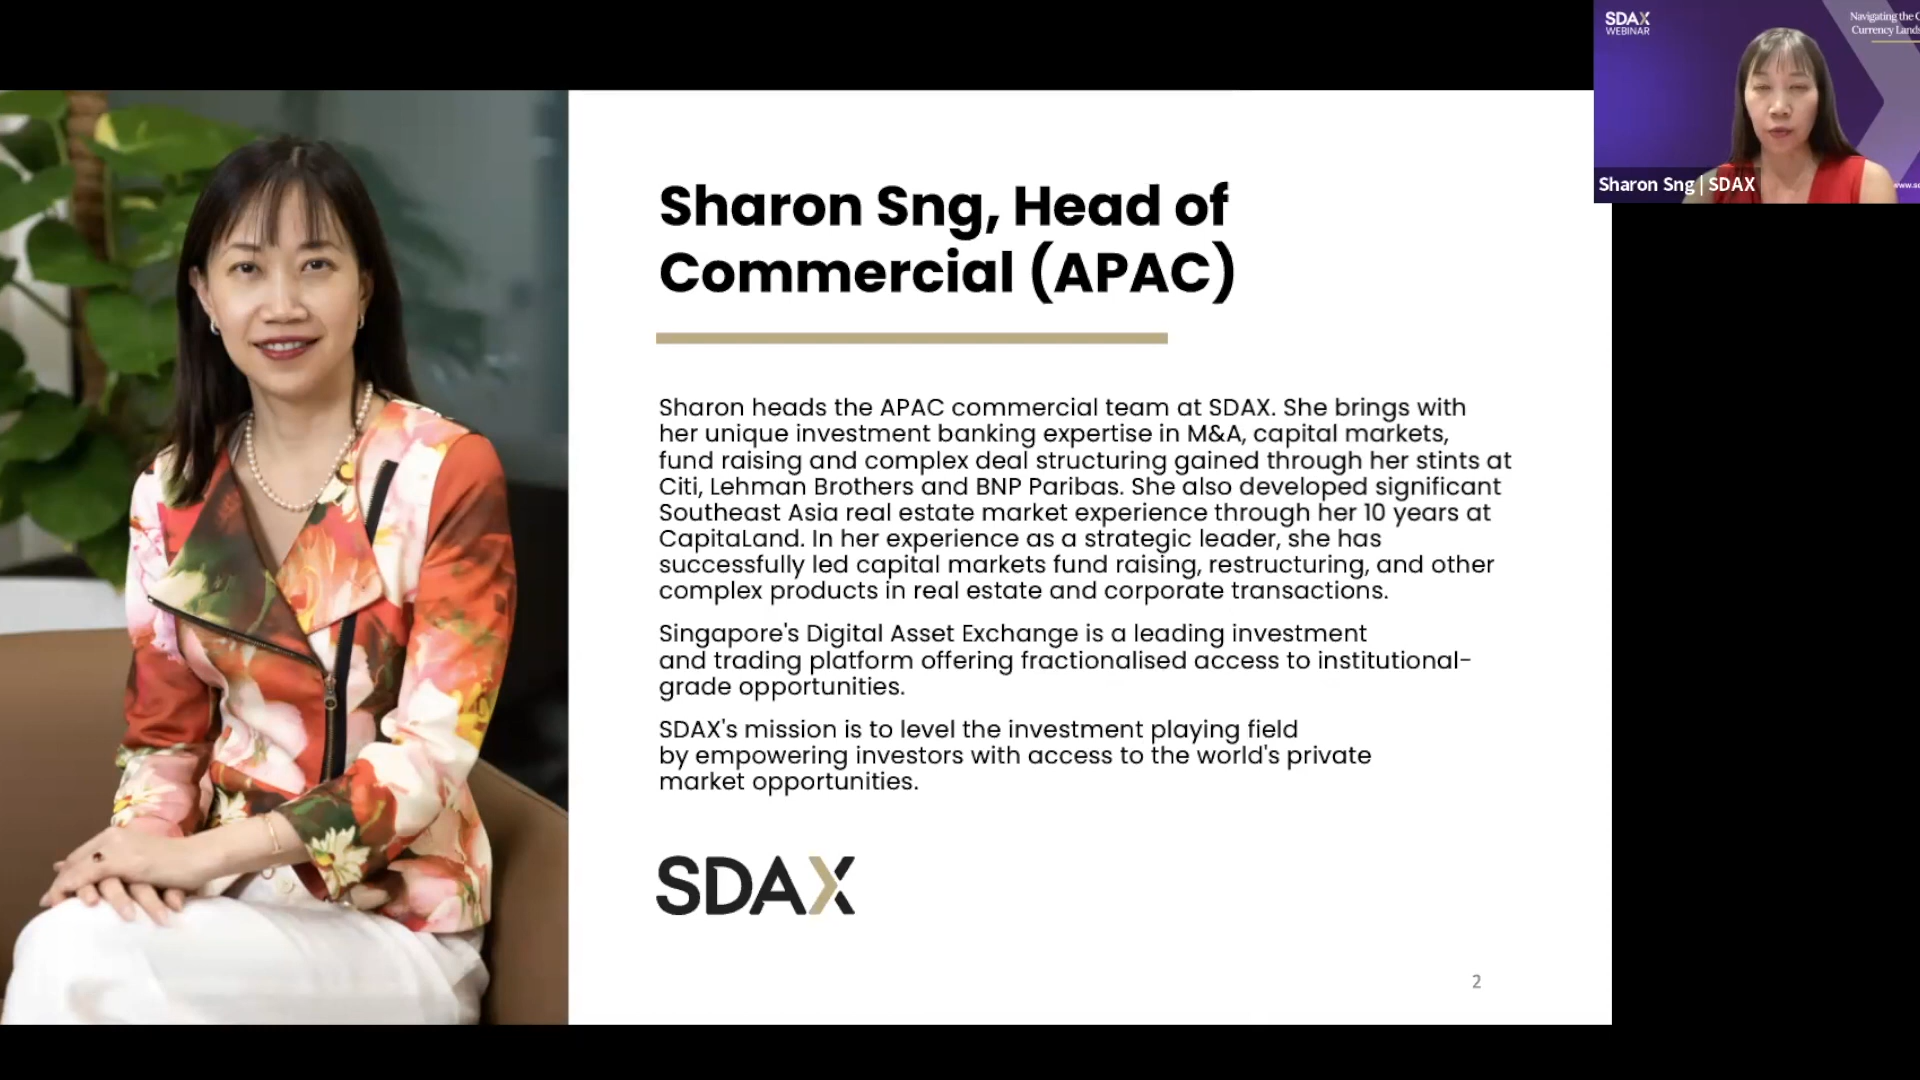 SDAX
WEBINAR
Navigating the
Currency
Sharon Sng | SDAX
Sharon Sng, Head of
Commercial (APAC)
Sharon heads the APAC commercial team at SDAX. She brings with
her unique investment banking expertise in M&A, capital markets,
fund raising and complex deal structuring gained through her stints at
Citi, Lehman Brothers and BNP Paribas. She also developed significant
Southeast Asia real estate market experience through her 10 years at
CapitaLand. In her experience as a strategic leader, she has
successfully led capital markets fund raising, restructuring, and other
complex products in real estate and corporate transactions.
Singapore's Digital Asset Exchange is a leading investment
and trading platform offering fractionalised access to institutional-
grade opportunities.
SDAX's mission is to level the investment playing field
by empowering investors with access to the world's private
market opportunities.
SDAX
2